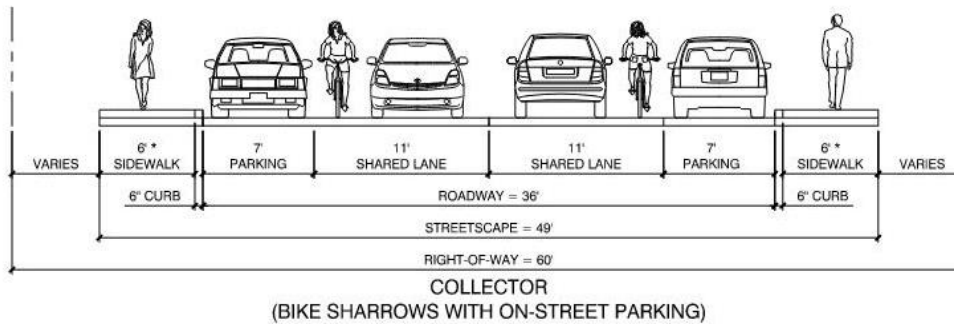 6' * 7' 11' 11' 7' 6' *
VARIES SIDEWALK PARKING SHARED LANE SHARED LANE PARKING SIDEWALK VARIES
6" CURB ROADWAY = 36' 6" CURB
STREETSCAPE = 49'
RIGHT-OF-WAY = 60'
COLLECTOR
(BIKE SHARROWS WITH ON-STREET PARKING)